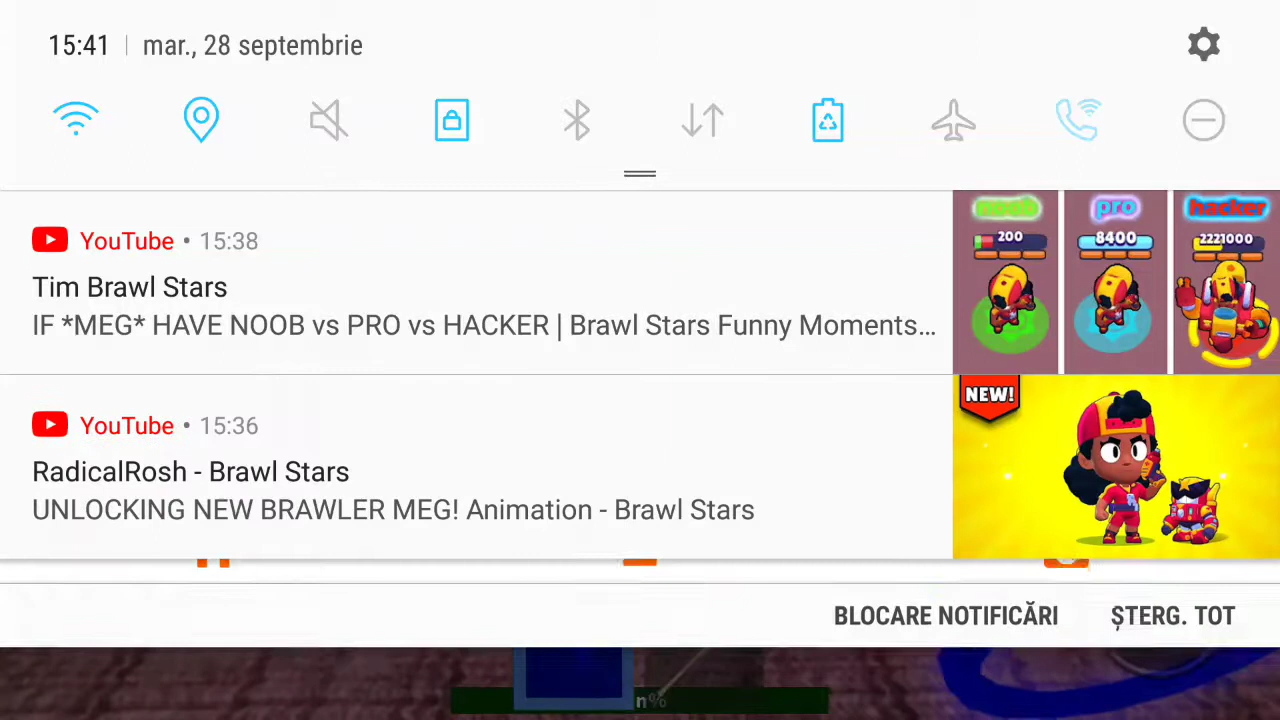 15:41 | mar., 28 septembrie
YouTube • 15:38
Tim Brawl Stars
IF *MEG* HAVE NOOB vs PRO vs HACKER | Brawl Stars Funny Moments...
noob
pro
hacker
200
8400
2221000
YouTube • 15:36
RadicalRosh - Brawl Stars
UNLOCKING NEW BRAWLER MEG! Animation - Brawl Stars
NEW!
BLOCARE NOTIFICĂRI
ȘTERG. TOT
n%